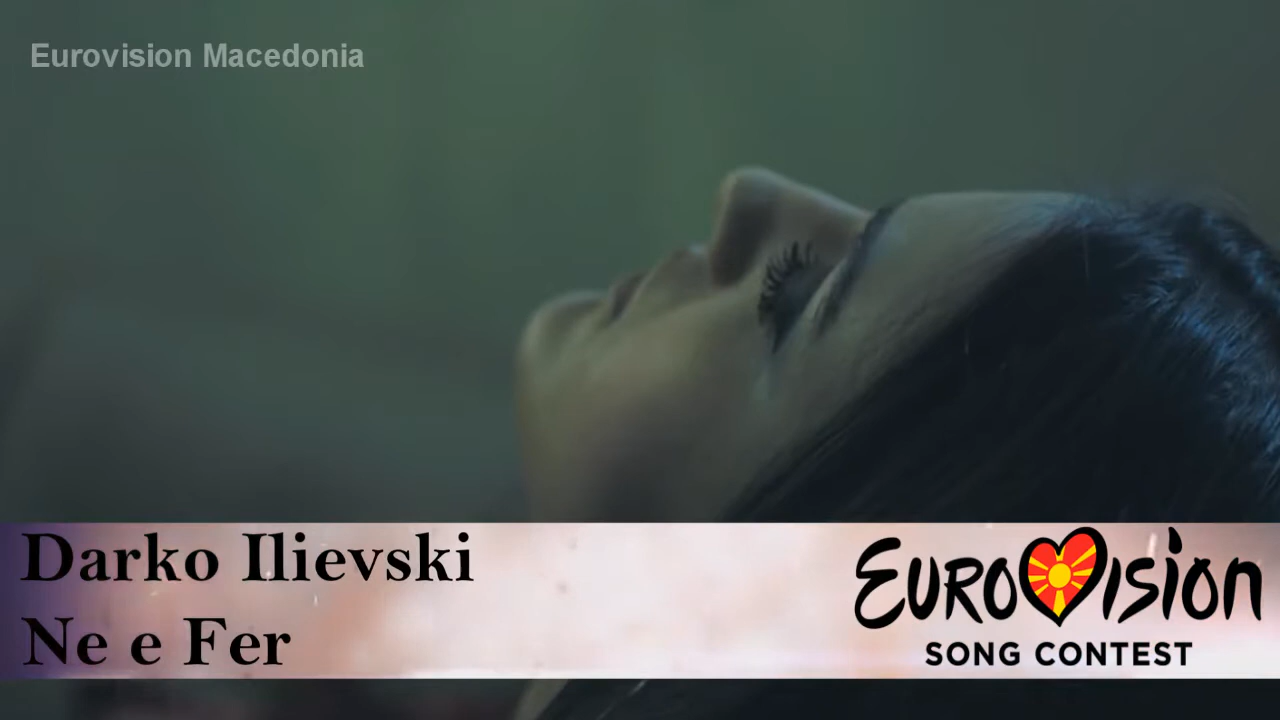 Eurovision Macedonia
Darko Ilievski
Ne e Fer
EUROVISION
SONG CONTEST